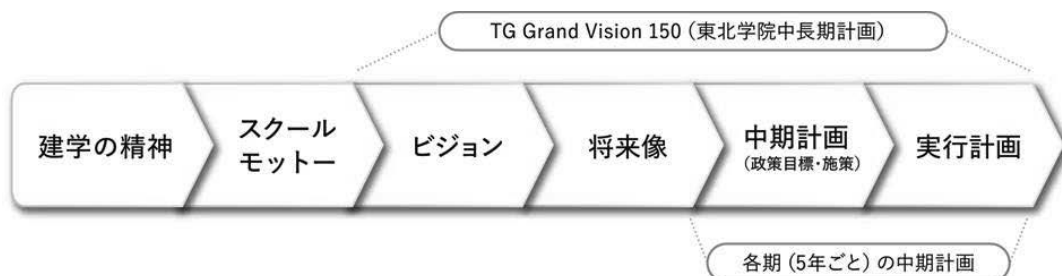 TG Grand Vision 150 (東北学院中長期計画)
建学の精神
スクール
モットー
ビジョン
将来像
中期計画
(政策目標・施策)
実行計画
各期 (5年ごと) の中期計画